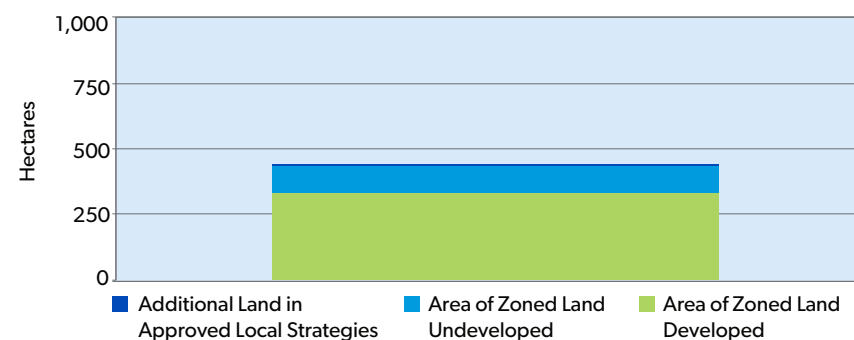 1,000
750
500
250
0
Hectares
Additional Land in
Approved Local Strategies
Area of Zoned Land
Undeveloped
Area of Zoned Land
Developed